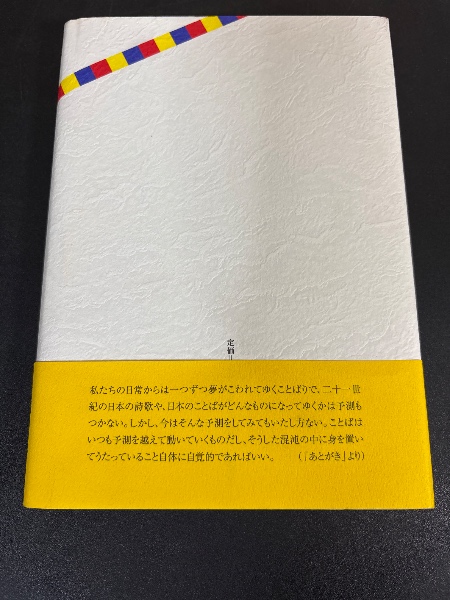 定価
私たちの日常からは一つずつ夢がこわれてゆくことばりで、二十一世
紀の日本の詩歌や、日本のことばがどんなものになってゆくかは予測も
つかない。しかし、今はそんな予測をしてみてもいたし方ない。ことばは
いつも予測を越えて動いていくものだし、そうした混沌の中に身を置い
てうたっていること自体に自覚的であればいい。 (「あとがき」より)